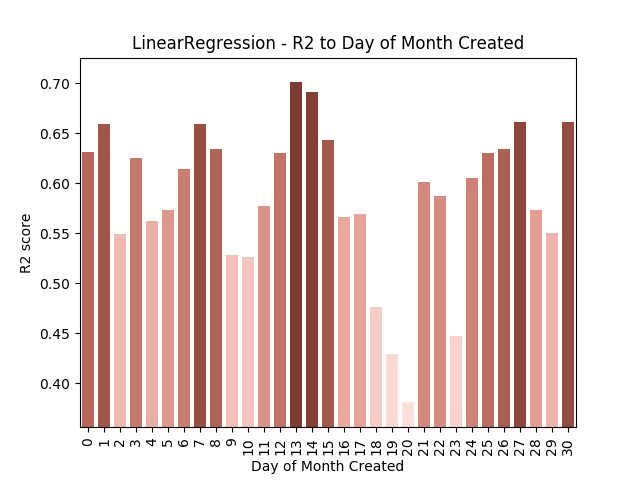 LinearRegression - R2 to Day of Month Created
R2 score
0.70
0.65
0.60
0.55
0.50
0.45
0.40
0 1 2 3 4 5 6 7 8 9 10 11 12 13 14 15 16 17 18 19 20 21 22 23 24 25 26 27 28 29 30
Day of Month Created